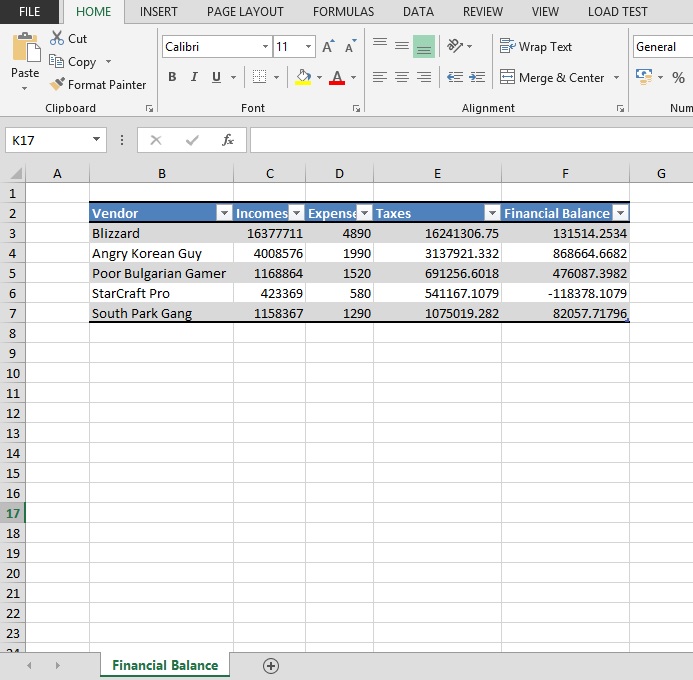 FILE HOME INSERT PAGE LAYOUT FORMULAS DATA REVIEW VIEW LOAD TEST
Paste
Cut
Copy
Format Painter
Clipboard
Calibri 11 A A
B I U A
Font
Wrap Text
Merge & Center
Alignment
General
%
Num
K17 fx
A B C D E F G
1
2 Vendor Incomes Expense Taxes Financial Balance
3 Blizzard 16377711 4890 16241306.75 131514.2534
4 Angry Korean Guy 4008576 1990 3137921.332 868664.6682
5 Poor Bulgarian Gamer 1168864 1520 691256.6018 476087.3982
6 StarCraft Pro 423369 580 541167.1079 -118378.1079
7 South Park Gang 1158367 1290 1075019.282 82057.71796
8
9
10
11
12
13
14
15
16
17
18
19
20
21
22
23
24
Financial Balance